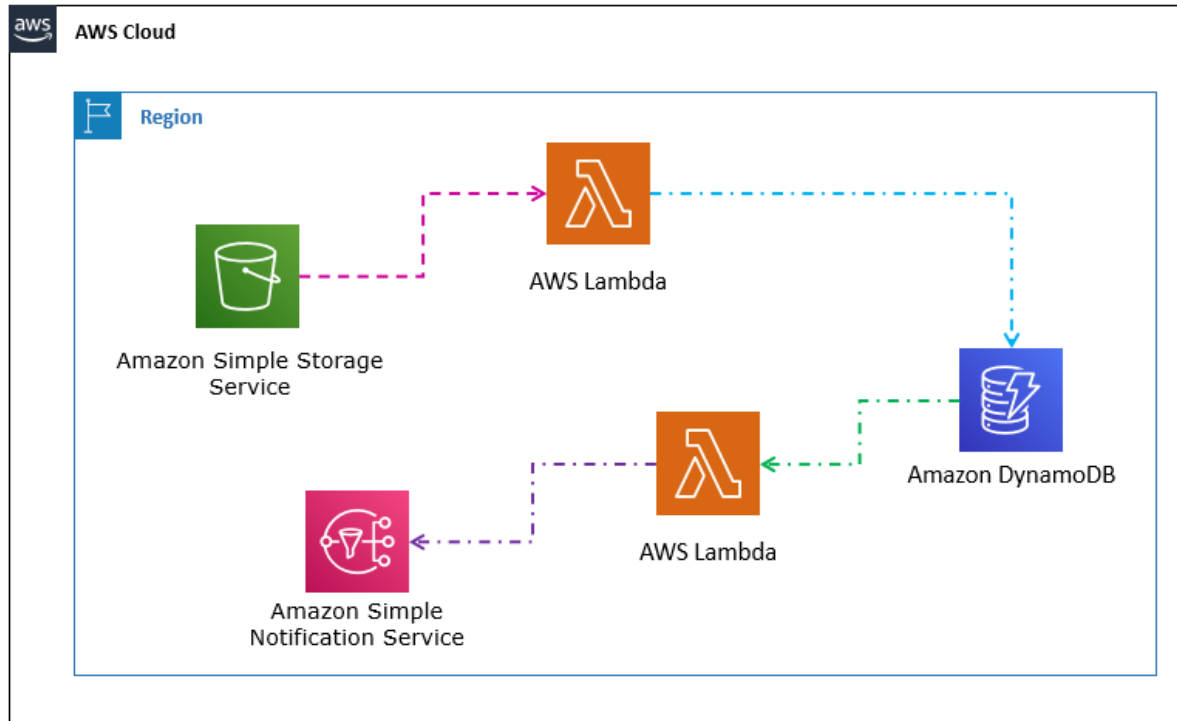 aws
AWS Cloud
Region
AWS Lambda
Amazon Simple Storage
Service
Amazon DynamoDB
AWS Lambda
Amazon Simple
Notification Service